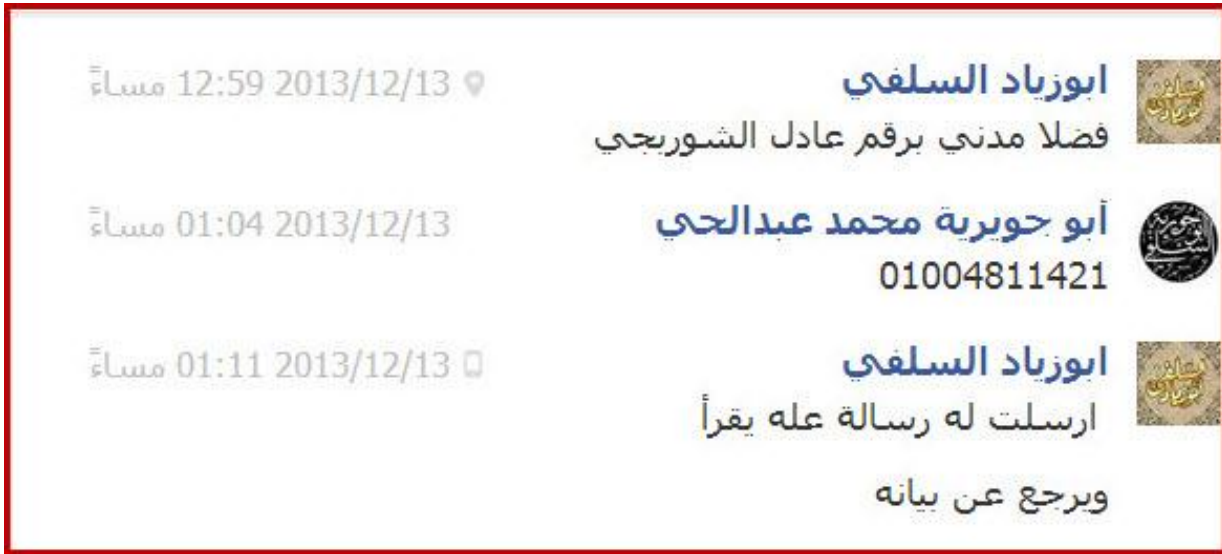 ابوزياد السلفي 2013/12/13 12:59 مساءً
فضلا مدني برقم عادل الشوربجي
أبو جويرية محمد عبدالحي 2013/12/13 01:04 مساءً
01004811421
ابوزياد السلفي 2013/12/13 01:11 مساءً
ارسلت له رسالة عله يقرأ
ويرجع عن بيانه